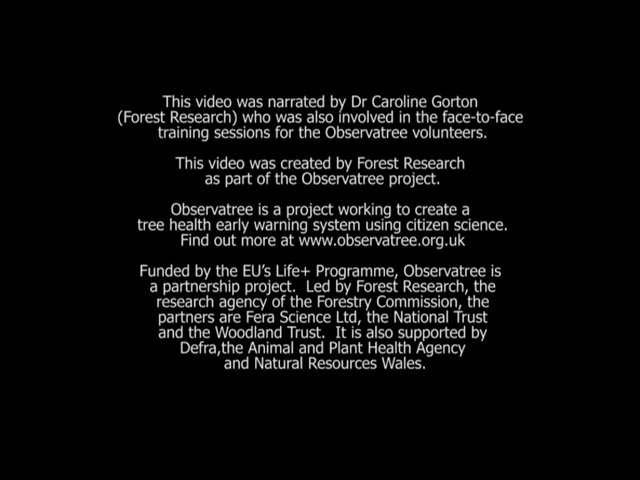 This video was narrated by Dr Caroline Gorton
(Forest Research) who was also involved in the face-to-face
training sessions for the Observatree volunteers.
This video was created by Forest Research
as part of the Observatree project.
Observatree is a project working to create a
tree health early warning system using citizen science.
Find out more at www.observatree.org.uk
Funded by the EU's Life+ Programme, Observatree is
a partnership project.  Led by Forest Research, the
research agency of the Forestry Commission, the
partners are Fera Science Ltd, the National Trust
and the Woodland Trust.  It is also supported by
Defra,the Animal and Plant Health Agency
and Natural Resources Wales.